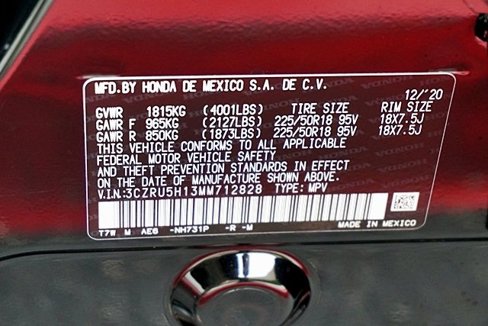 MFD. BY HONDA DE MEXICO S.A. DE C.V.
12/'20
GVWR 1815KG (4001LBS) TIRE SIZE RIM SIZE
GAWR F 965KG (2127LBS) 225/50R18 95V 18X7.5J
GAWR R 850KG (1873LBS) 225/50R18 95V 18X7.5J
THIS VEHICLE CONFORMS TO ALL APPLICABLE
FEDERAL MOTOR VEHICLE SAFETY, BUMPER
AND THEFT PREVENTION STANDARDS IN EFFECT
ON THE DATE OF MANUFACTURE SHOWN ABOVE.
V.I.N: 3CZRU5H13MM712828 TYPE: MPV
T7W M AE6 -NH731P -R -M MADE IN MEXICO